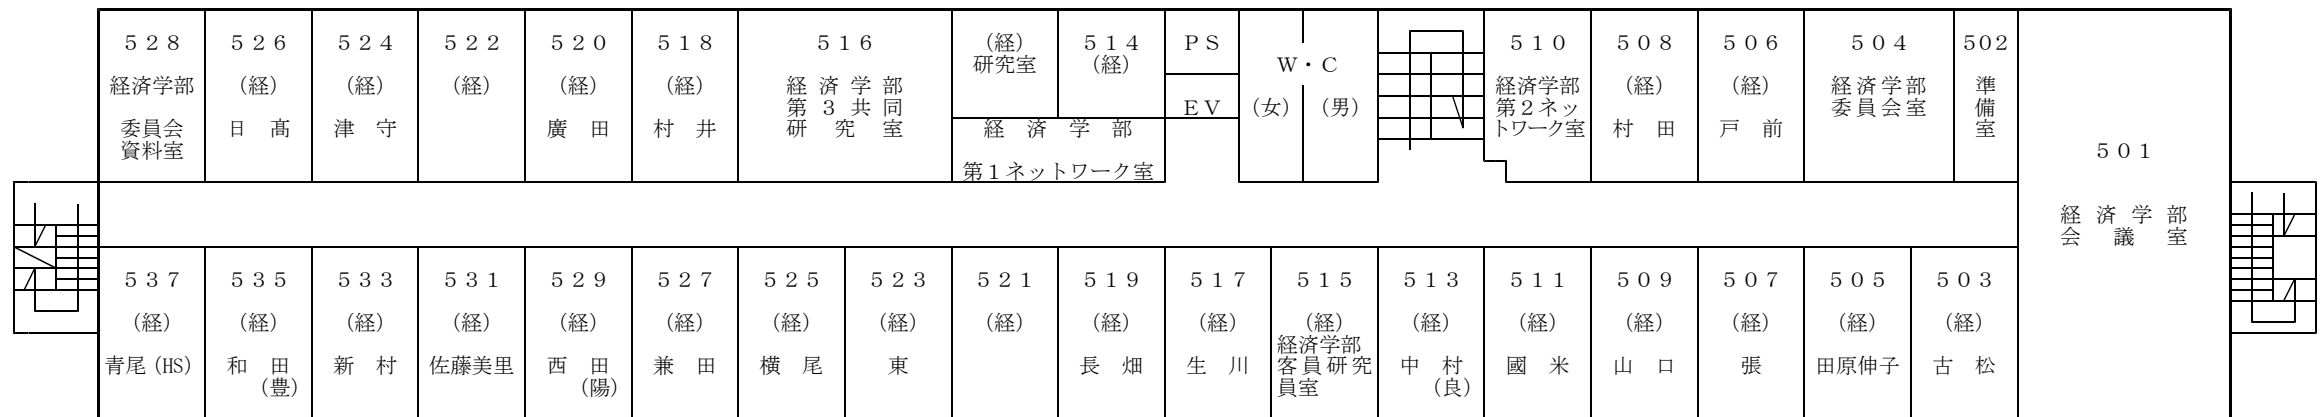 ５２８
経済学部
委員会
資料室
５２６
（経）
日　髙
５２４
（経）
津　守
５２２
（経）
５２０
（経）
廣　田
５１８
（経）
村　井
５１６
経　済　学　部
第　３　共　同
研　究　室
（経）
研究室
５１４
（経）
経　済　学　部
第１ネットワーク室
ＰＳ
ＥＶ
Ｗ・Ｃ
（女）
（男）
５１０
経済学部
第２ネッ
トワーク室
５０８
（経）
村　田
５０６
（経）
戸　前
５０４
経済学部
委員会室
５０２
準
備
室
５０１
経　済　学　部
会　議　室
５３７
（経）
青尾(HS)
５３５
（経）
和　田
（豊）
５３３
（経）
新　村
５３１
（経）
佐藤美里
５２９
（経）
西　田
（陽）
５２７
（経）
兼　田
５２５
（経）
横　尾
５２３
（経）
東
５２１
（経）
５１９
（経）
長　畑
５１７
（経）
生　川
５１５
（経）
経済学部
客員研究
員室
５１３
（経）
中　村
（良）
５１１
（経）
國　米
５０９
（経）
山　口
５０７
（経）
張
５０５
（経）
田原伸子
５０３
（経）
古　松